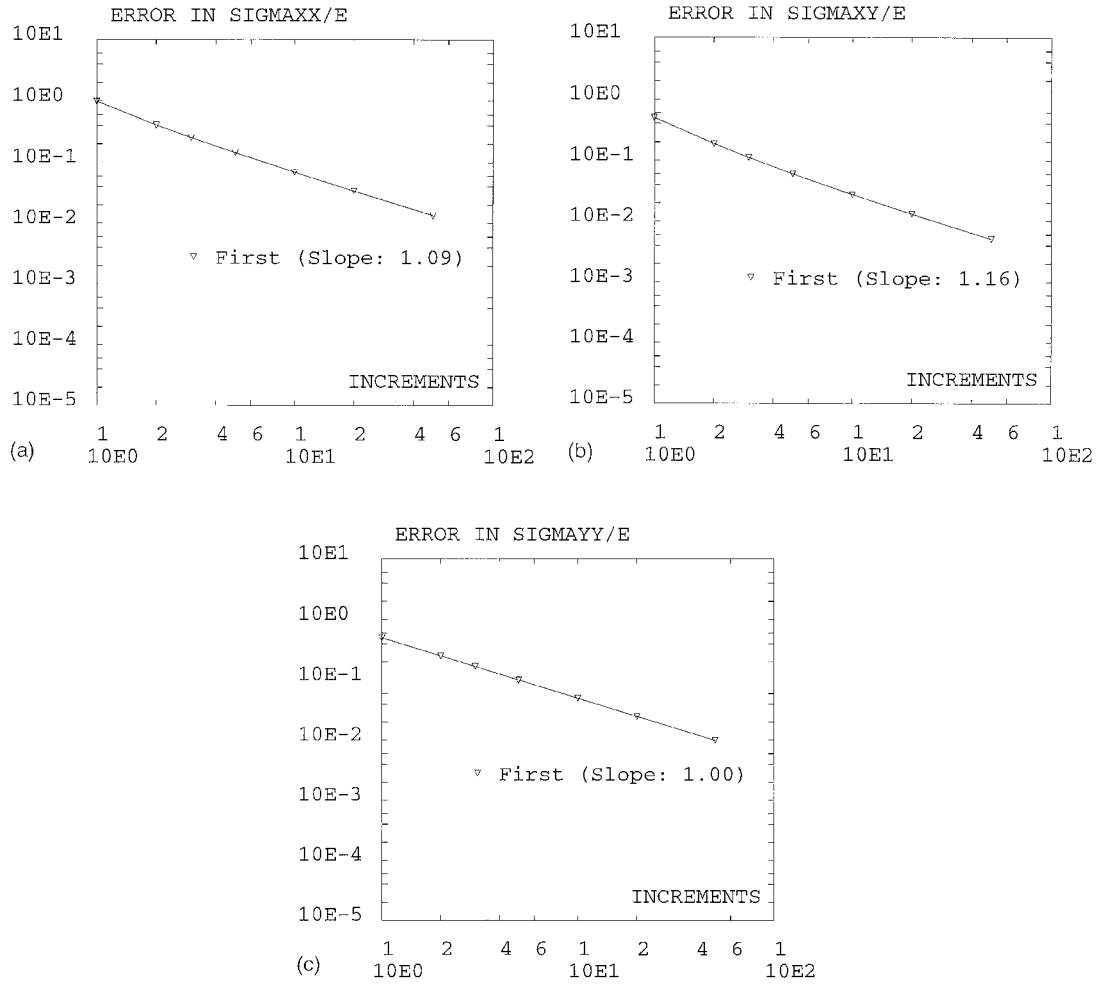 ERROR IN SIGMAXX/E
10E1
10E0
10E-1
10E-2
10E-3
10E-4
10E-5
▿ First (Slope: 1.09)
INCREMENTS
1 2 4 6 1 2 4 6 1
10E0 10E1 10E2
(a)
ERROR IN SIGMAXY/E
10E1
10E0
10E-1
10E-2
10E-3
10E-4
10E-5
▿ First (Slope: 1.16)
INCREMENTS
1 2 4 6 1 2 4 6 1
10E0 10E1 10E2
(b)
ERROR IN SIGMAYY/E
10E1
10E0
10E-1
10E-2
10E-3
10E-4
10E-5
▿ First (Slope: 1.00)
INCREMENTS
1 2 4 6 1 2 4 6 1
10E0 10E1 10E2
(c)